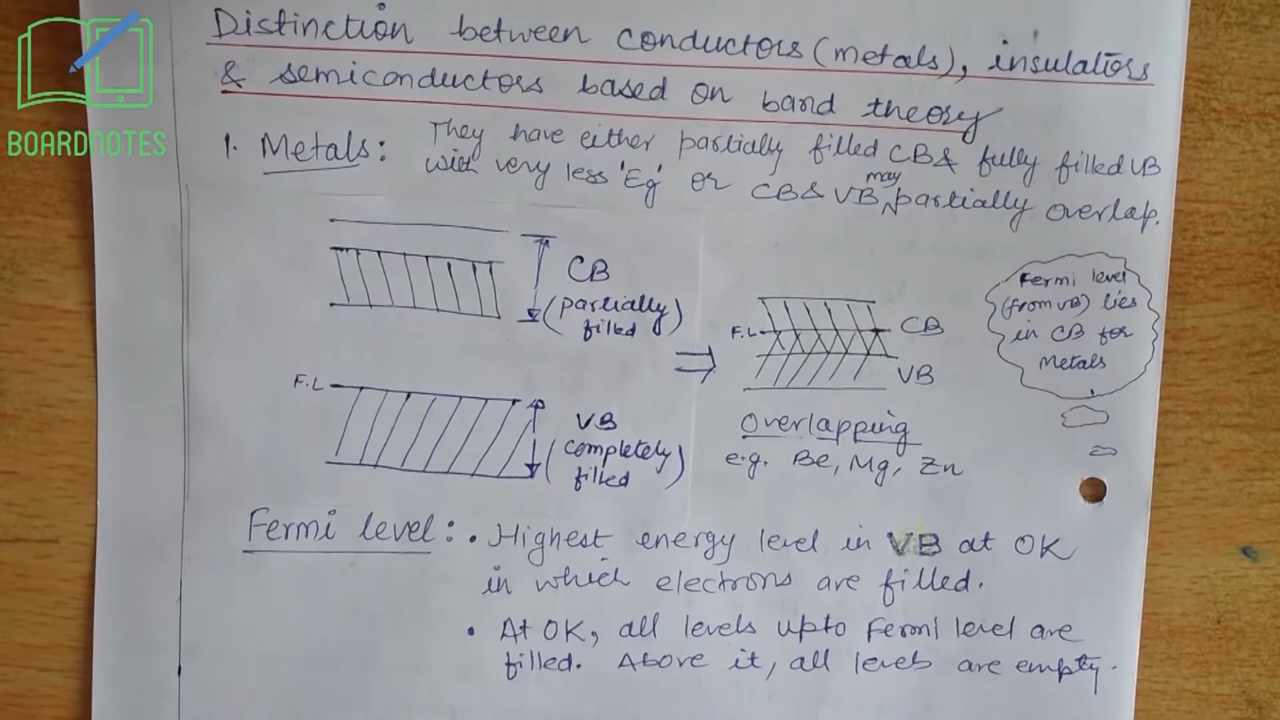 BOARDNOTES
Distinction between conductors (metals), insulators
& semiconductors based on band theory
1. Metals: They have either partially filled CB & fully filled VB
with very less 'Eg' or CB & VB may partially overlap.
CB
(partially
filled)
F.L
VB
(completely
filled)
⇒
F.L
CB
VB
Overlapping
e.g. Be, Mg, Zn
Fermi level
(from VB) lies
in CB for
Metals
Fermi level: • Highest energy level in VB at 0K
in which electrons are filled.
• At 0K, all levels upto Fermi level are
filled. Above it, all levels are empty.